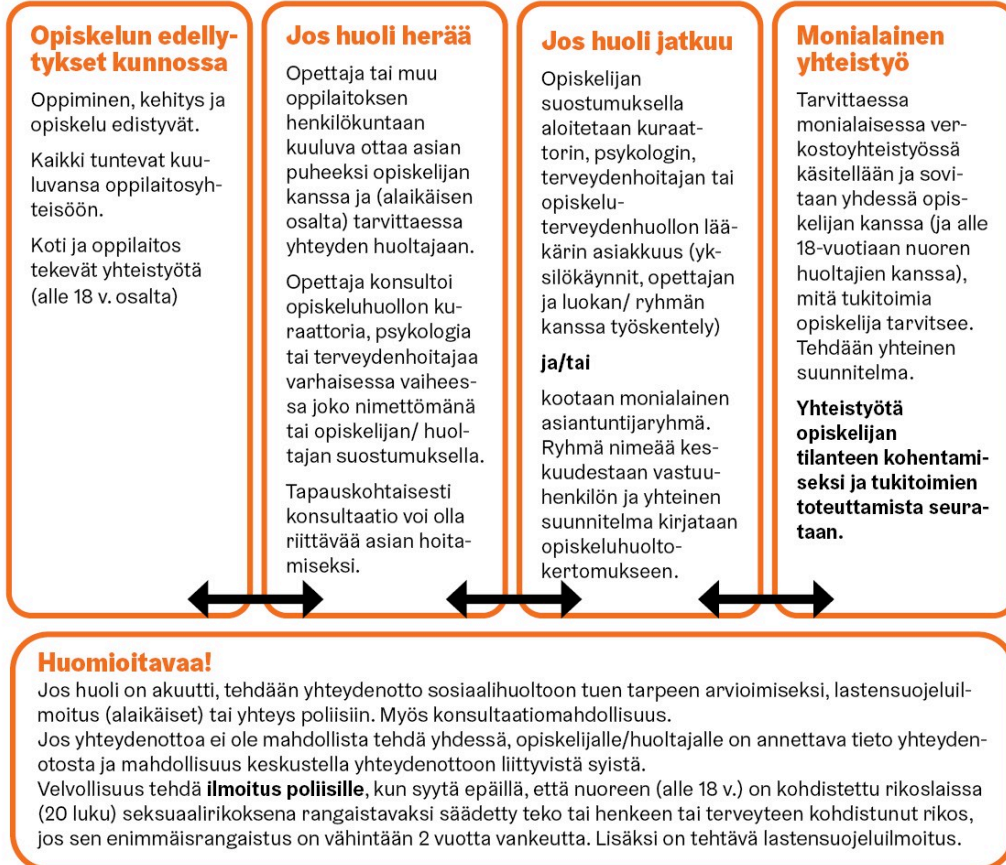 Opiskelun edelly-
tykset kunnossa
Oppiminen, kehitys ja
opiskelu edistyvät.
Kaikki tuntevat kuu-
luvansa oppilaitosyh-
teisöön.
Koti ja oppilaitos
tekevät yhteistyötä
(alle 18 v. osalta)
Jos huoli herää
Opettaja tai muu
oppilaitoksen
henkilökuntaan
kuuluva ottaa asian
puheeksi opiskelijan
kanssa ja (alaikäisen
osalta) tarvittaessa
yhteyden huoltajaan.
Opettaja konsultoi
opiskeluhuollon ku-
raattoria, psykologia
tai terveydenhoitajaa
varhaisessa vaihees-
sa joko nimettömänä
tai opiskelijan/ huol-
tajan suostumuksella.
Tapauskohtaisesti
konsultaatio voi olla
riittävää asian hoita-
miseksi.
Jos huoli jatkuu
Opiskelijan
suostumuksella
aloitetaan kuraat-
torin, psykologin,
terveydenhoitajan tai
opiskelu-
terveydenhuollon lää-
kärin asiakkuus (yk-
silökäynnit, opettajan
ja luokan/ ryhmän
kanssa työskentely)
ja/tai
kootaan monialainen
asiantuntijaryhmä.
Ryhmä nimeää kes-
kuudestaan vastuu-
henkilön ja yhteinen
suunnitelma kirjataan
opiskeluhuolto-
kertomukseen.
Monialainen
yhteistyö
Tarvittaessa
monialaisessa ver-
kostoyhteistyössä
käsitellään ja sovi-
taan yhdessä opis-
kelijan kanssa (ja alle
18-vuotiaan nuoren
huoltajien kanssa),
mitä tukitoimia
opiskelija tarvitsee.
Tehdään yhteinen
suunnitelma.
Yhteistyötä
opiskelijan
tilanteen kohentami-
seksi ja tukitoimien
toteuttamista seura-
taan.
Huomioitavaa!
Jos huoli on akuutti, tehdään yhteydenotto sosiaalihuoltoon tuen tarpeen arvioimiseksi, lastensuojeluil-
moitus (alaikäiset) tai yhteys poliisiin. Myös konsultaatiomahdollisuus.
Jos yhteydenottoa ei ole mahdollista tehdä yhdessä, opiskelijalle/huoltajalle on annettava tieto yhteyden-
otosta ja mahdollisuus keskustella yhteydenottoon liittyvistä syistä.
Velvollisuus tehdä ilmoitus poliisille, kun syytä epäillä, että nuoreen (alle 18 v.) on kohdistettu rikoslaissa
(20 luku) seksuaalirikoksena rangaistavaksi säädetty teko tai henkeen tai terveyteen kohdistunut rikos,
jos sen enimmäisrangaistus on vähintään 2 vuotta vankeutta. Lisäksi on tehtävä lastensuojeluilmoitus.